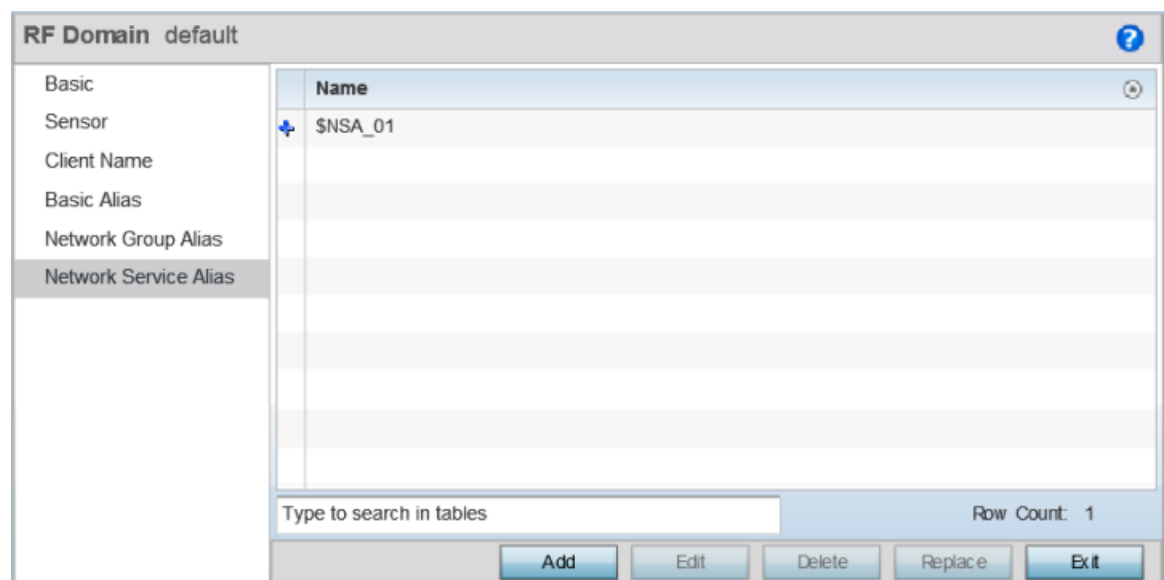 RF Domain default
?
Basic
Sensor
Client Name
Basic Alias
Network Group Alias
Network Service Alias
Name
$NSA_01
Type to search in tables
Row Count: 1
Add Edit Delete Replace Exit